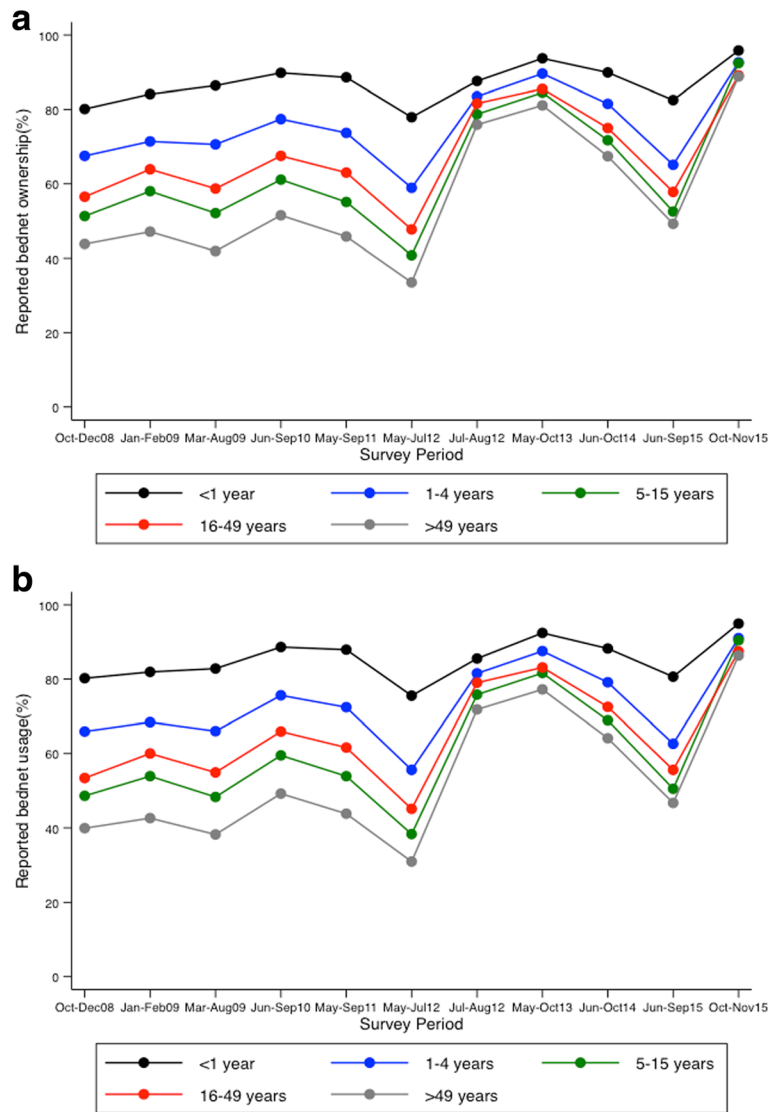 a
Reported bednet ownership(%)
100
80
60
40
20
0
Oct-Dec08 Jan-Feb09 Mar-Aug09 Jun-Sep10 May-Sep11 May-Jul12 Jul-Aug12 May-Oct13 Jun-Oct14 Jun-Sep15 Oct-Nov15
Survey Period
<1 year 1-4 years 5-15 years
16-49 years >49 years
b
Reported bednet usage(%)
100
80
60
40
20
0
Oct-Dec08 Jan-Feb09 Mar-Aug09 Jun-Sep10 May-Sep11 May-Jul12 Jul-Aug12 May-Oct13 Jun-Oct14 Jun-Sep15 Oct-Nov15
Survey Period
<1 year 1-4 years 5-15 years
16-49 years >49 years